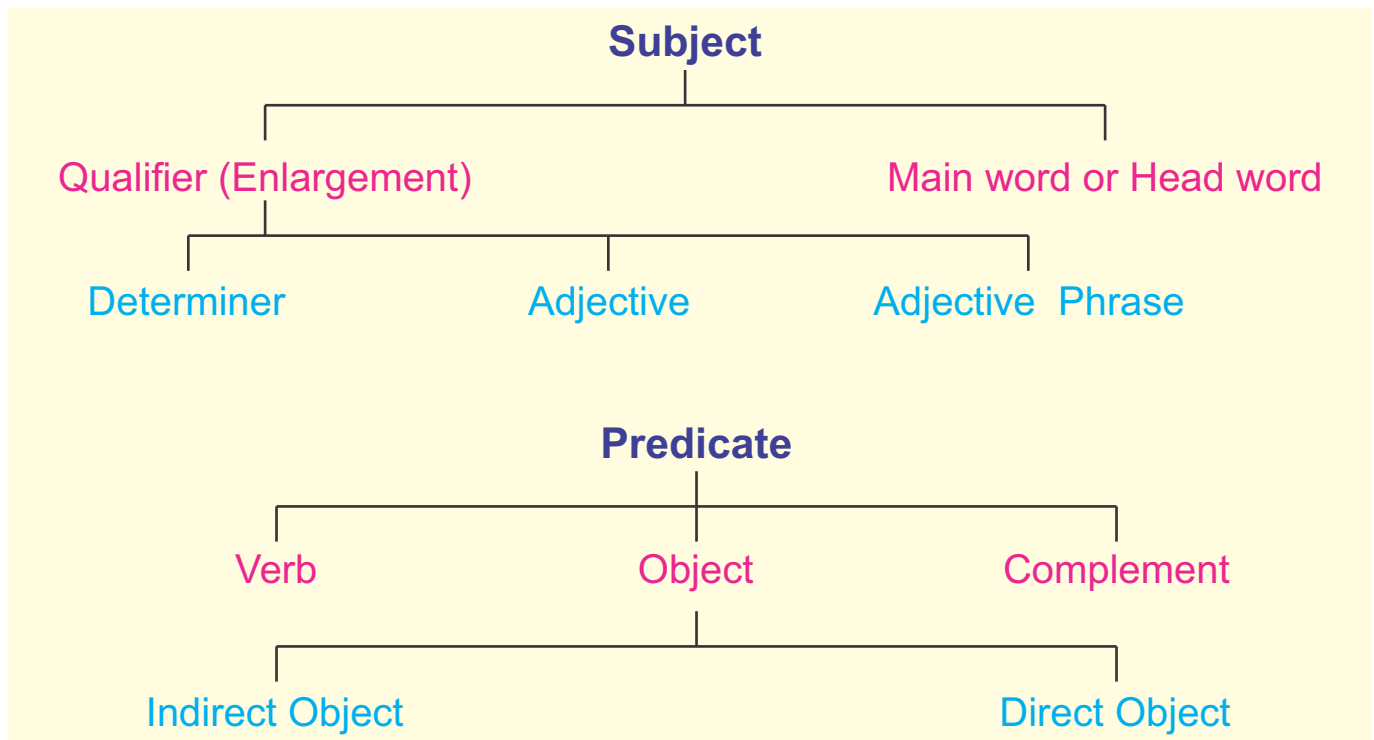 Subject
Qualifier (Enlargement) Main word or Head word
Determiner Adjective Adjective Phrase
Predicate
Verb Object Complement
Indirect Object Direct Object